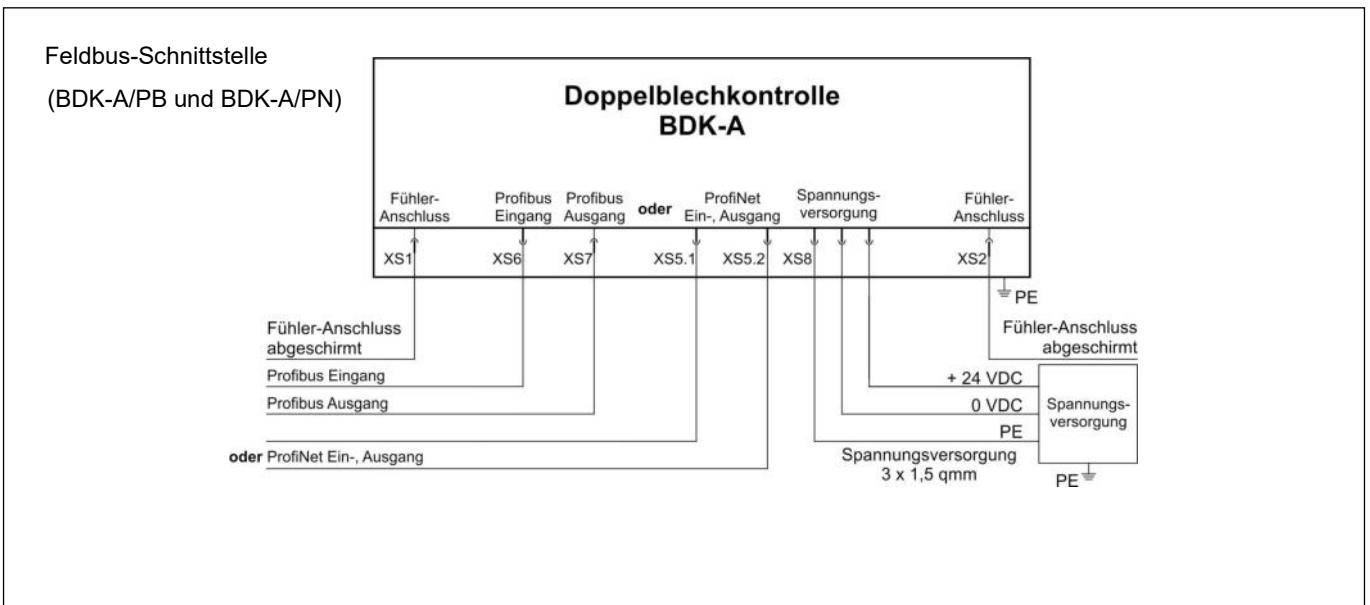 Feldbus-Schnittstelle
(BDK-A/PB und BDK-A/PN)
Doppelblechkontrolle
BDK-A
Fühler-
Anschluss
Profibus
Eingang
Profibus
Ausgang
oder
ProfiNet
Ein-, Ausgang
Spannungs-
versorgung
Fühler-
Anschluss
XS1
XS6
XS7
XS5.1
XS5.2
XS8
XS2
PE
Fühler-Anschluss
abgeschirmt
Fühler-Anschluss
abgeschirmt
Profibus Eingang
+ 24 VDC
Profibus Ausgang
0 VDC
Spannungs-
versorgung
PE
oder ProfiNet Ein-, Ausgang
Spannungsversorgung
3 x 1,5 qmm
PE